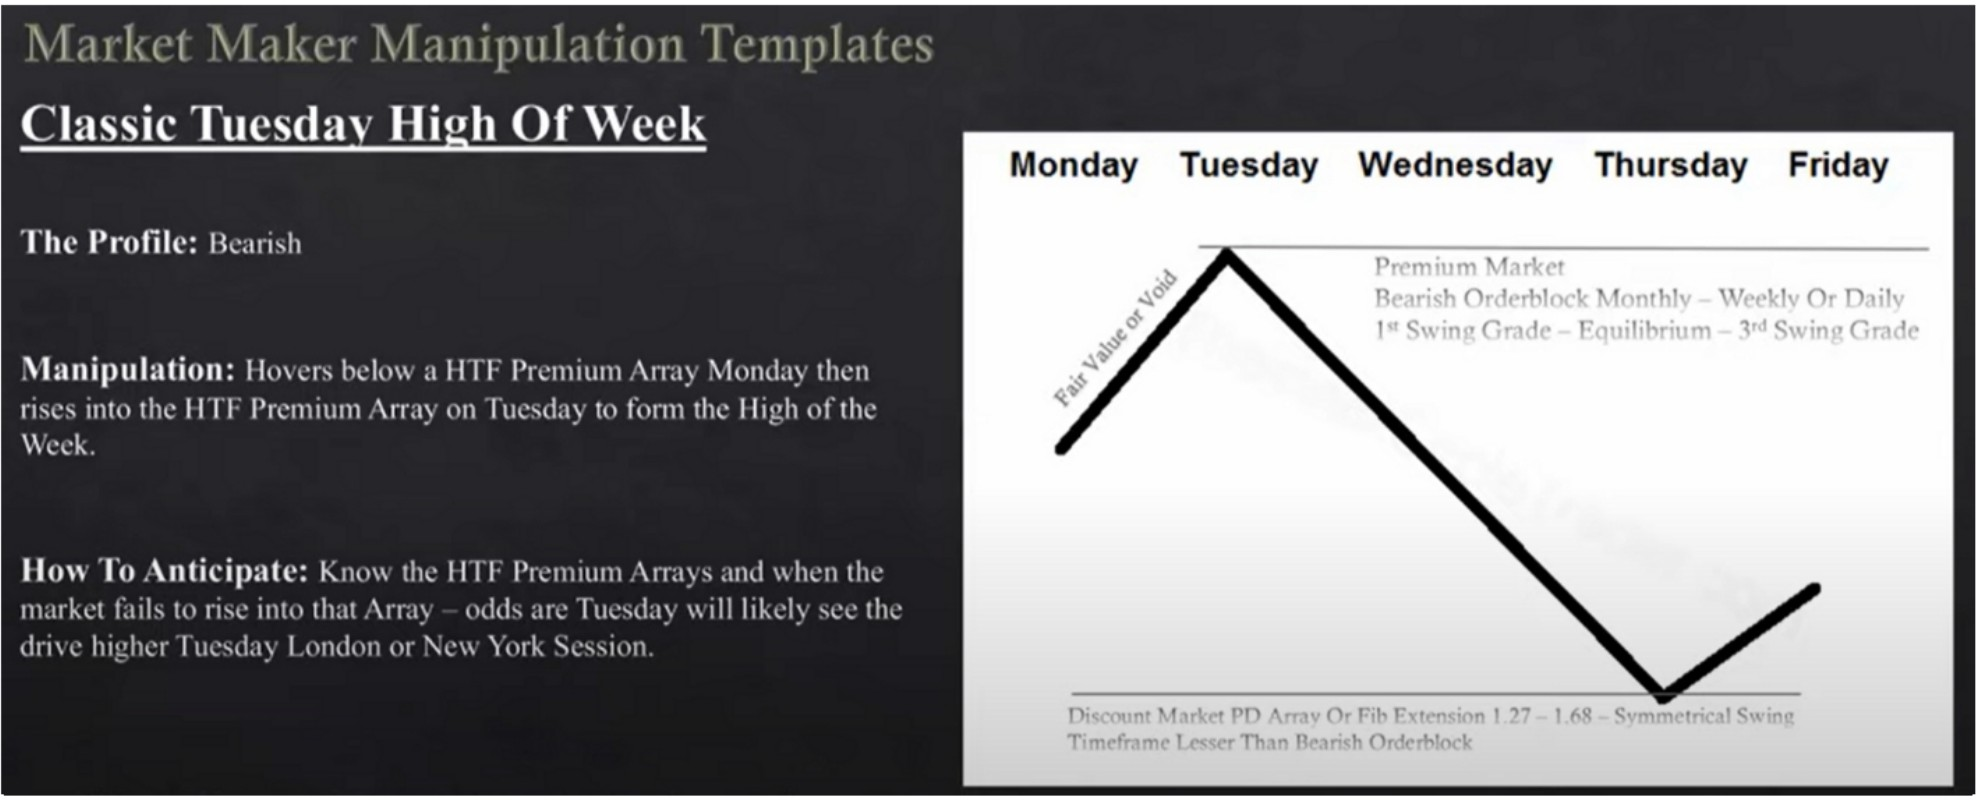 Market Maker Manipulation Templates
Classic Tuesday High Of Week
The Profile: Bearish
Manipulation: Hovers below a HTF Premium Array Monday then
rises into the HTF Premium Array on Tuesday to form the High of the
Week.
How To Anticipate: Know the HTF Premium Arrays and when the
market fails to rise into that Array – odds are Tuesday will likely see the
drive higher Tuesday London or New York Session.
Monday Tuesday Wednesday Thursday Friday
Premium Market
Bearish Orderblock Monthly – Weekly Or Daily
1st Swing Grade – Equilibrium – 3rd Swing Grade
Fair Value or Void
Discount Market PD Array Or Fib Extension 1.27 – 1.68 – Symmetrical Swing
Timeframe Lesser Than Bearish Orderblock